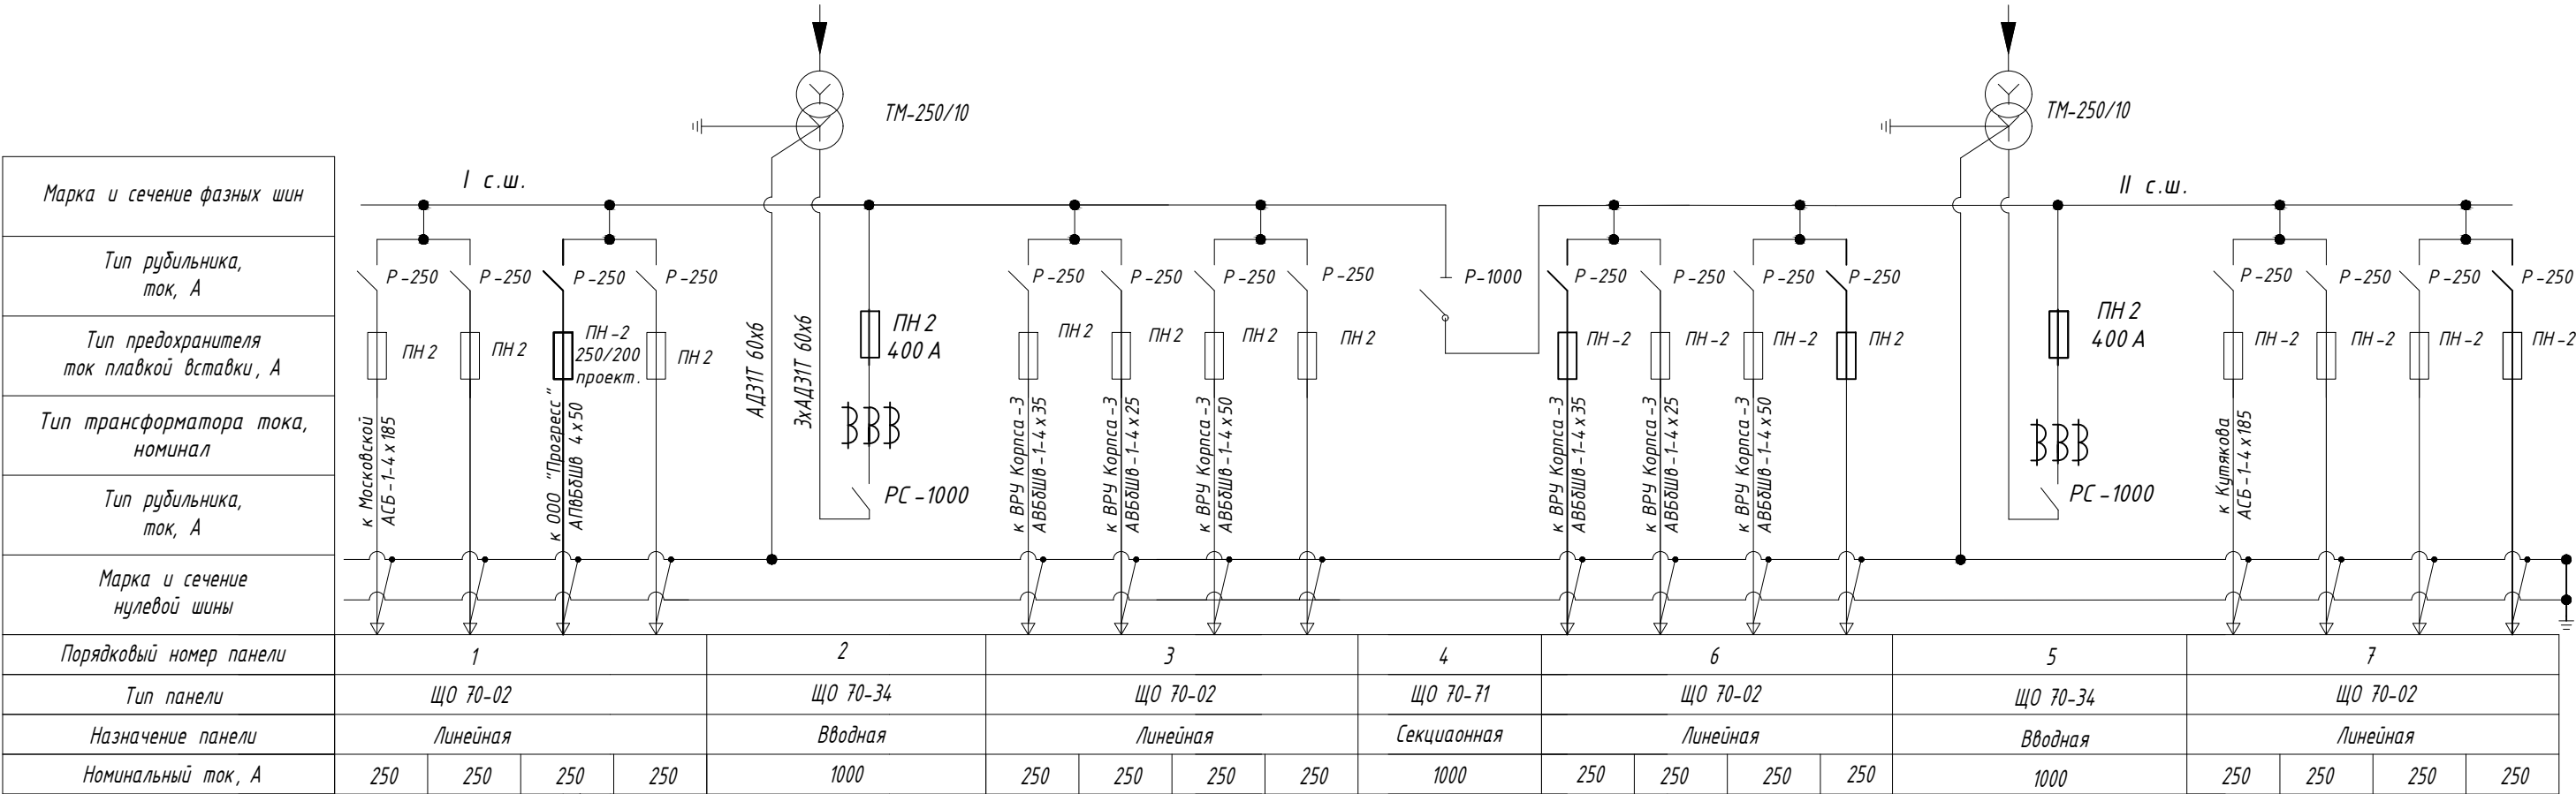 ТМ-250/10
ТМ-250/10
I с.ш.
II с.ш.
Марка и сечение фазных шин
Тип рубильника,
ток, А
Р-250
Р-250
Р-250
Р-250
Р-250
Р-250
Р-250
Р-250
Р-1000
Р-250
Р-250
Р-250
Р-250
Р-250
Р-250
Р-250
Р-250
Тип предохранителя
ток плавкой вставки, А
ПН 2
ПН 2
ПН-2
250/200
проект.
ПН 2
АД31Т 60х6
3хАД31Т 60х6
ПН 2
400 А
ПН 2
ПН 2
ПН 2
ПН 2
ПН-2
ПН-2
ПН-2
ПН 2
ПН 2
400 А
ПН-2
ПН-2
ПН-2
ПН-2
Тип трансформатора тока,
номинал
к Московской
АСБ-1-4х185
к ООО "Прогресс"
АПВБбШв 4х50
к ВРУ Корпса-3
АВБбШв-1-4х35
к ВРУ Корпса-3
АВБбШв-1-4х25
к ВРУ Корпса-3
АВБбШв-1-4х50
к ВРУ Корпса-3
АВБбШв-1-4х35
к ВРУ Корпса-3
АВБбШв-1-4х25
к ВРУ Корпса-3
АВБбШв-1-4х50
к Кутякова
АСБ-1-4х185
Тип рубильника,
ток, А
РС-1000
РС-1000
Марка и сечение
нулевой шины
Порядковый номер панели 1 2 3 4 6 5 7
Тип панели ЩО 70-02 ЩО 70-34 ЩО 70-02 ЩО 70-71 ЩО 70-02 ЩО 70-34 ЩО 70-02
Назначение панели Линейная Вводная Линейная Секциаонная Линейная Вводная Линейная
Номинальный ток, А 250 250 250 250 1000 250 250 250 250 1000 250 250 250 250 1000 250 250 250 250